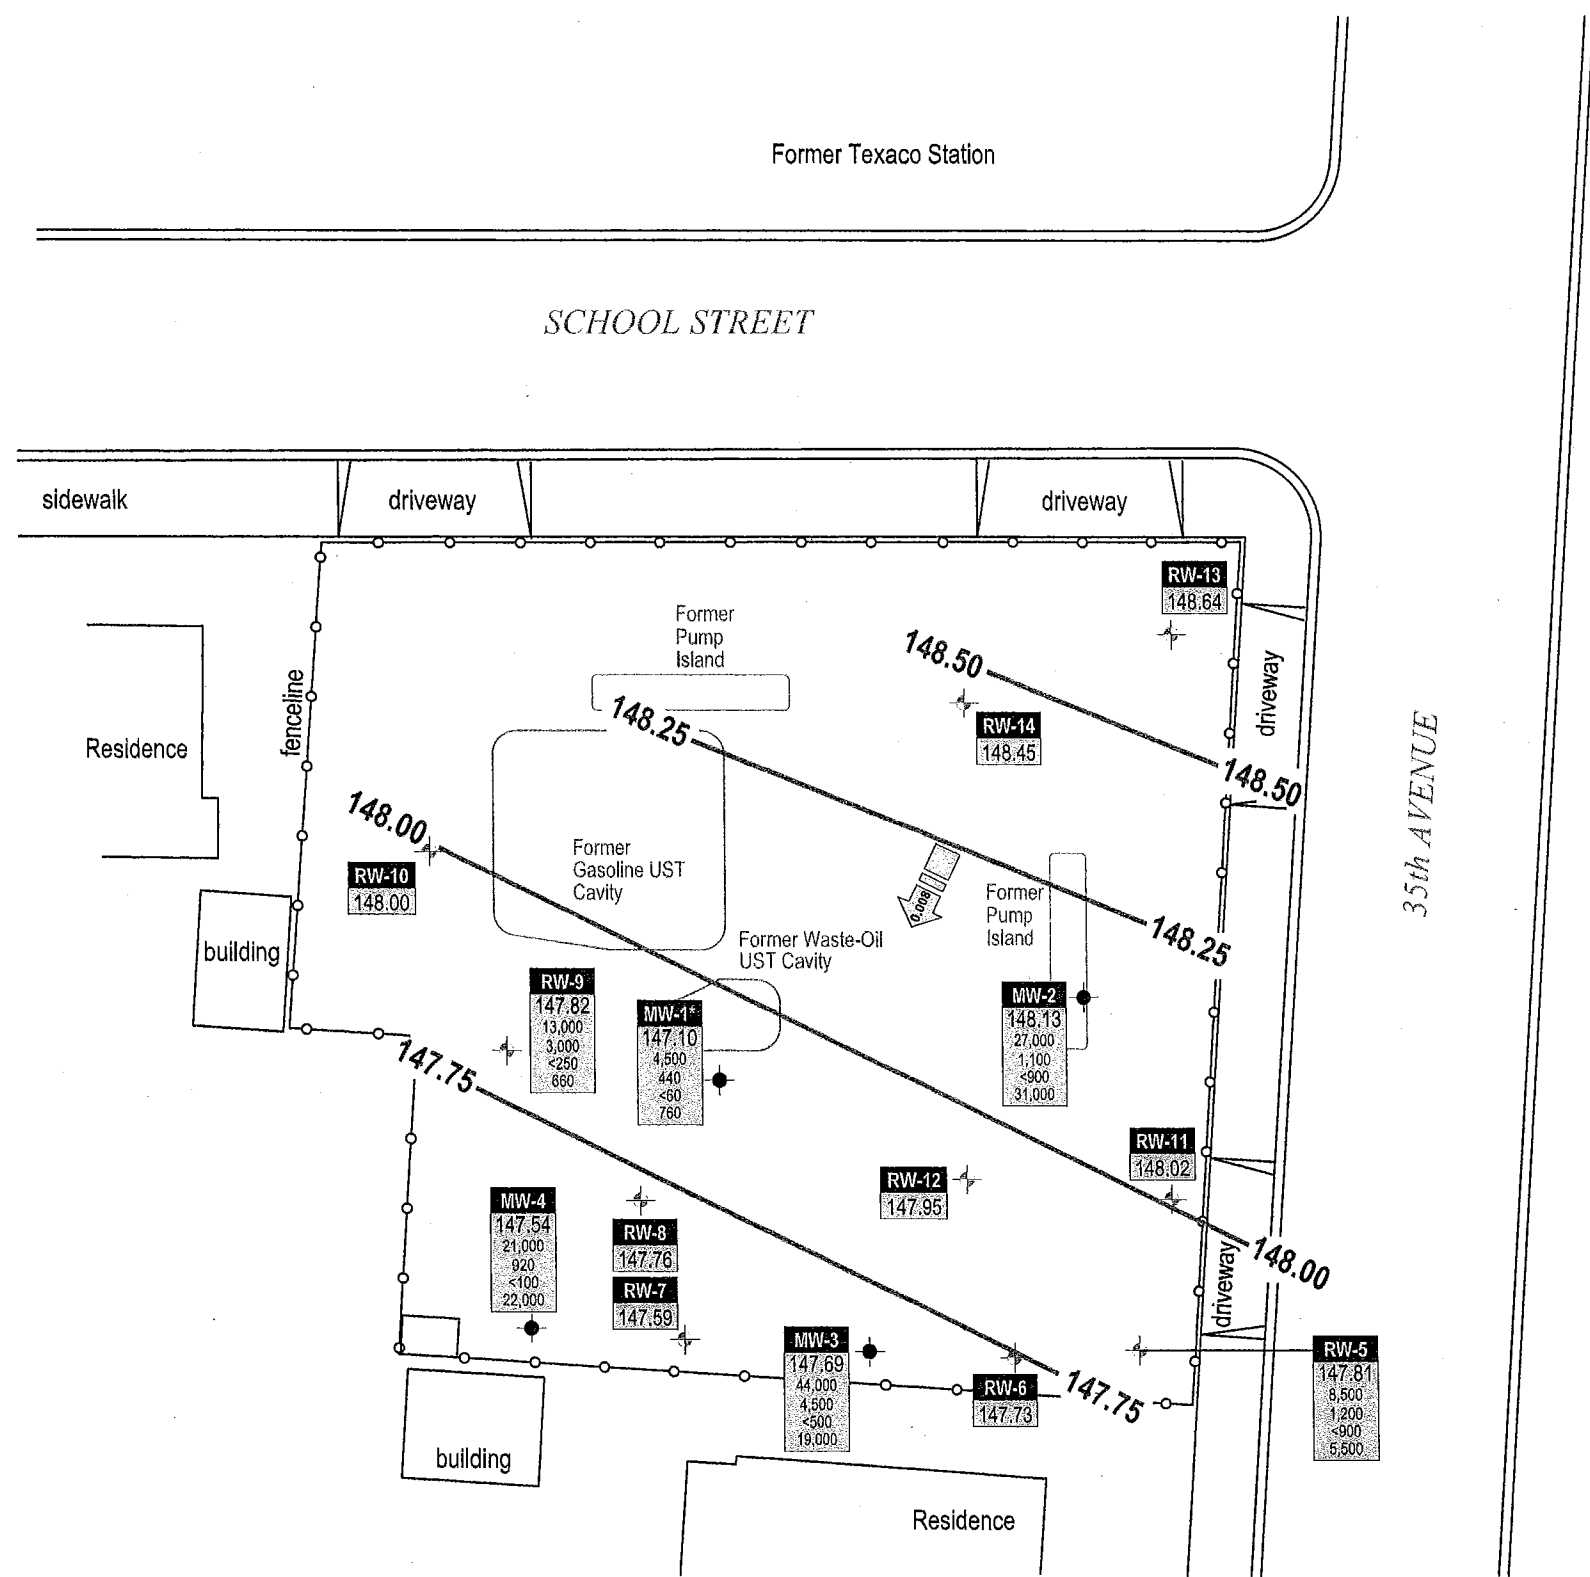 Former Texaco Station
SCHOOL STREET
sidewalk
driveway
driveway
RW-13
148.64
Former
Pump
Island
148.50
driveway
fenceline
148.25
RW-14
148.45
Residence
35th AVENUE
148.50
148.00
Former
Gasoline UST
Cavity
RW-10
148.00
0.008
Former
Pump
Island
148.25
building
Former Waste-Oil
UST Cavity
RW-9
147.82
13,000
3,000
<250
660
MW-1*
147.10
4,500
440
<60
760
MW-2
148.13
27,000
1,100
<900
31,000
147.75
RW-11
148.02
RW-12
147.95
MW-4
147.54
21,000
920
<100
22,000
RW-8
147.76
RW-7
147.59
148.00
driveway
MW-3
147.69
44,000
4,500
<500
19,000
RW-6
147.73
147.75
RW-5
147.81
8,500
1,200
<900
5,500
building
Residence